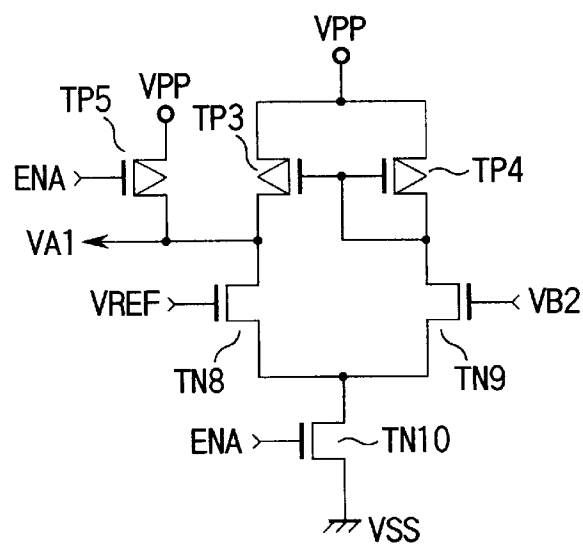 VPP
TP5
VPP
TP3
ENA
TP4
VA1
VREF
VB2
TN8
TN9
ENA
TN10
VSS